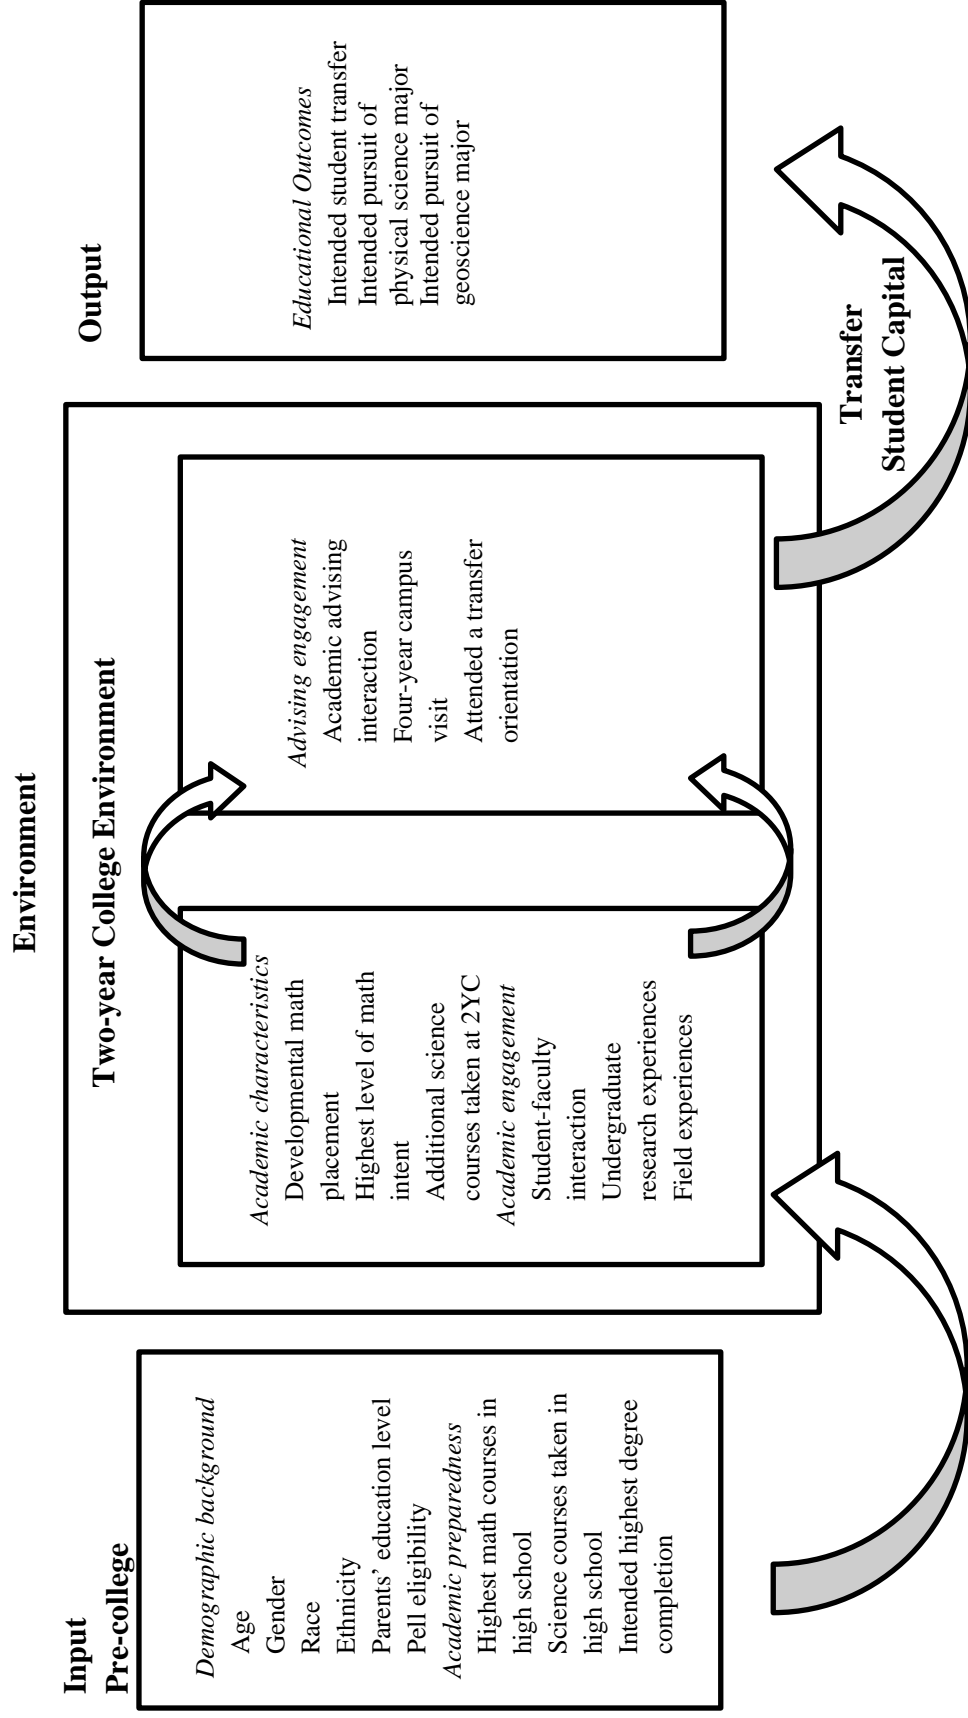 Input
Pre-college
Demographic background
Age
Gender
Race
Ethnicity
Parents’ education level
Pell eligibility
Academic preparedness
Highest math courses in
high school
Science courses taken in
high school
Intended highest degree
completion
Environment
Two-year College Environment
Academic characteristics
Developmental math
placement
Highest level of math
intent
Additional science
courses taken at 2YC
Academic engagement
Student-faculty
interaction
Undergraduate
research experiences
Field experiences
Advising engagement
Academic advising
interaction
Four-year campus
visit
Attended a transfer
orientation
Transfer
Student Capital
Output
Educational Outcomes
Intended student transfer
Intended pursuit of
physical science major
Intended pursuit of
geoscience major